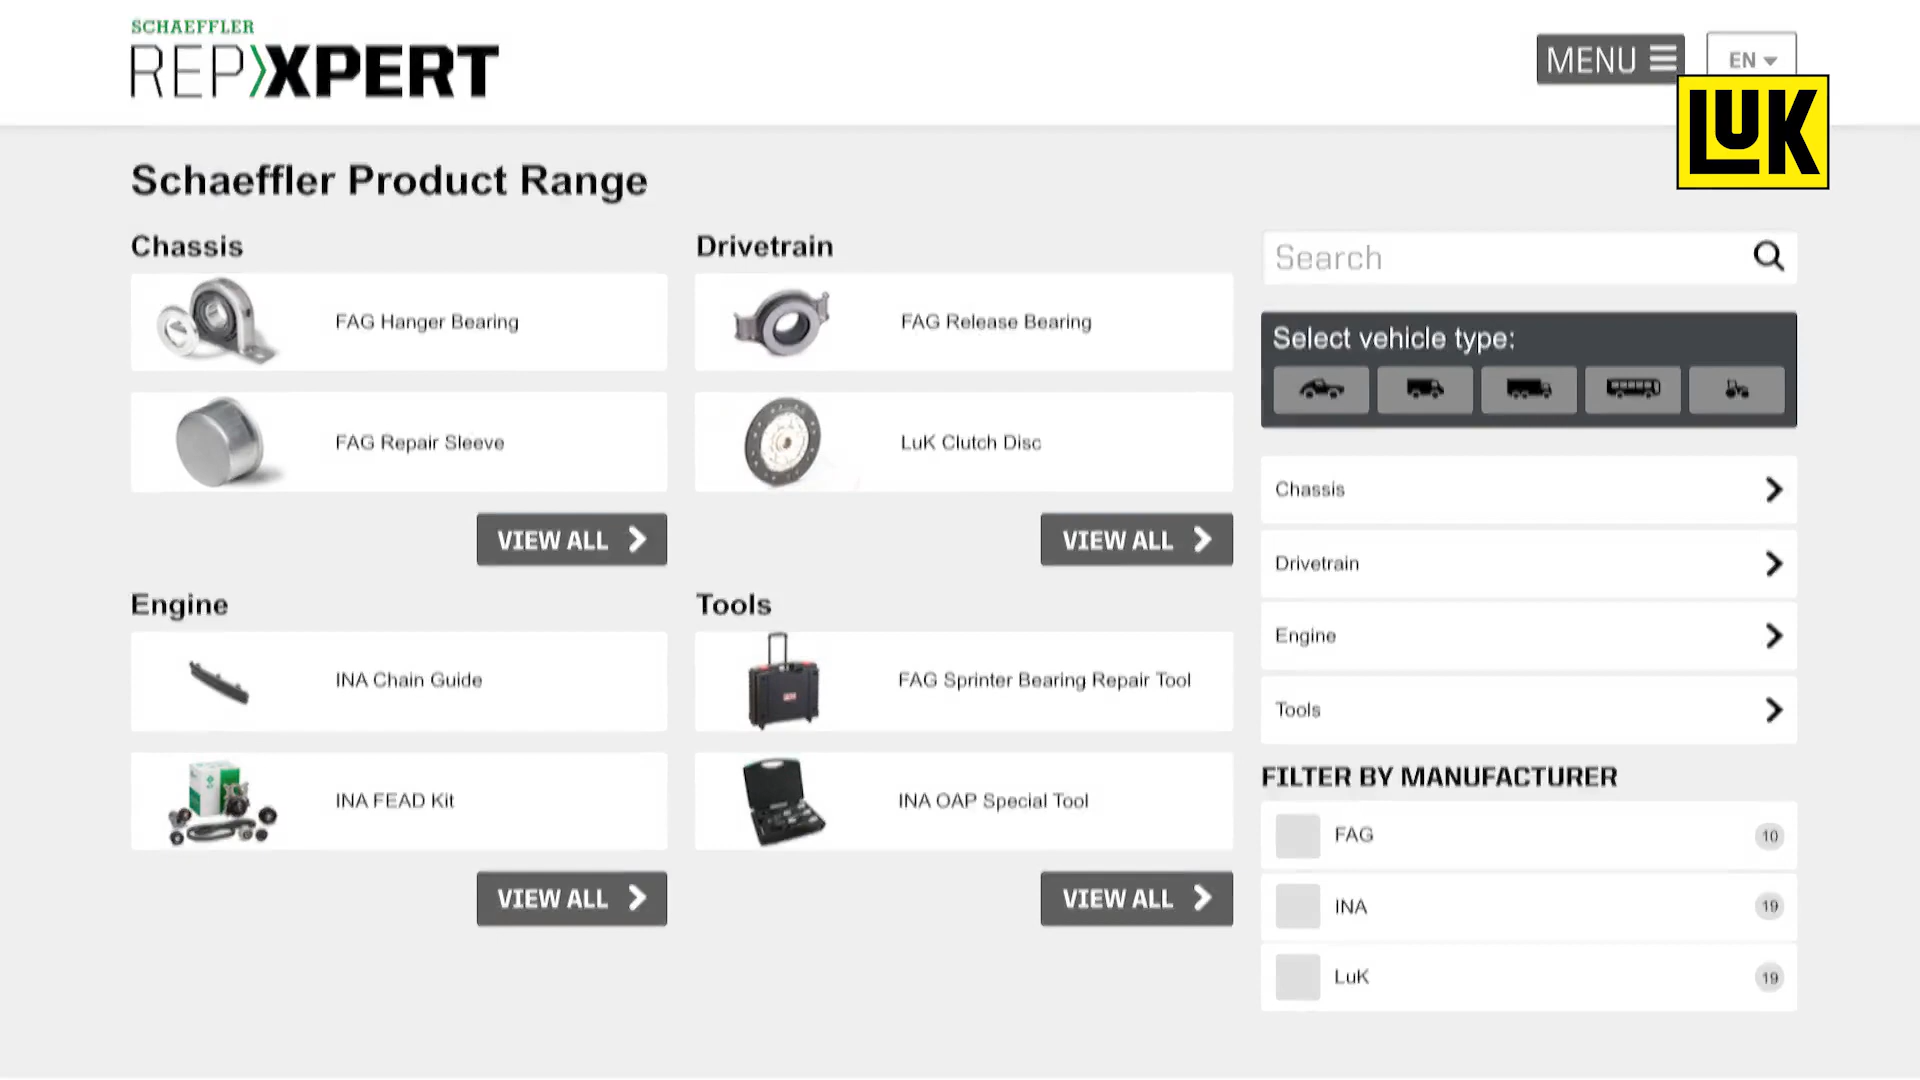 SCHAEFFLER
REPXPERT
MENU
EN
LUK
Schaeffler Product Range
Chassis
FAG Hanger Bearing
FAG Repair Sleeve
VIEW ALL
Drivetrain
FAG Release Bearing
LuK Clutch Disc
VIEW ALL
Engine
INA Chain Guide
INA FEAD Kit
VIEW ALL
Tools
FAG Sprinter Bearing Repair Tool
INA OAP Special Tool
VIEW ALL
Search
Select vehicle type:
Chassis
Drivetrain
Engine
Tools
FILTER BY MANUFACTURER
FAG 10
INA 19
LuK 19